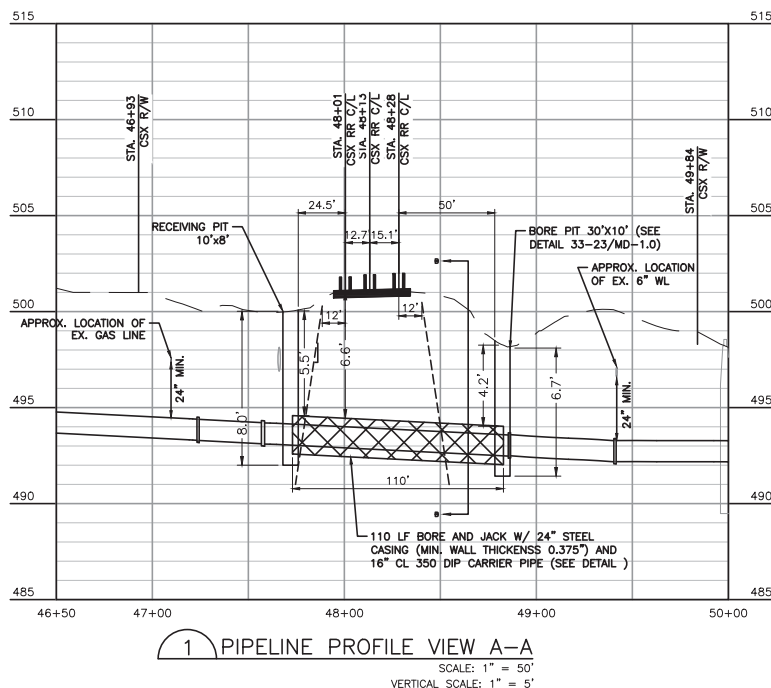 515
515
510
510
505
505
500
500
495
495
490
490
485
485
STA. 46+93
CSX R/W
STA. 48+01
CSX RR C/L
STA. 48+13
CSX RR C/L
STA. 48+28
CSX RR C/L
STA. 49+84
CSX R/W
24.5'
50'
12.7'
15.1'
RECEIVING PIT
10'x8'
BORE PIT 30'X10' (SEE
DETAIL 33-23/MD-1.0)
APPROX. LOCATION
OF EX. 6" WL
APPROX. LOCATION OF
EX. GAS LINE
12'
12'
24" MIN.
8.0'
5.5'
6.6'
4.2'
6.7'
24" MIN.
110'
110 LF BORE AND JACK W/ 24" STEEL
CASING (MIN. WALL THICKENSS 0.375") AND
16" CL 350 DIP CARRIER PIPE (SEE DETAIL )
46+50
47+00
48+00
49+00
50+00
1 PIPELINE PROFILE VIEW A-A
SCALE: 1" = 50'
VERTICAL SCALE: 1" = 5'